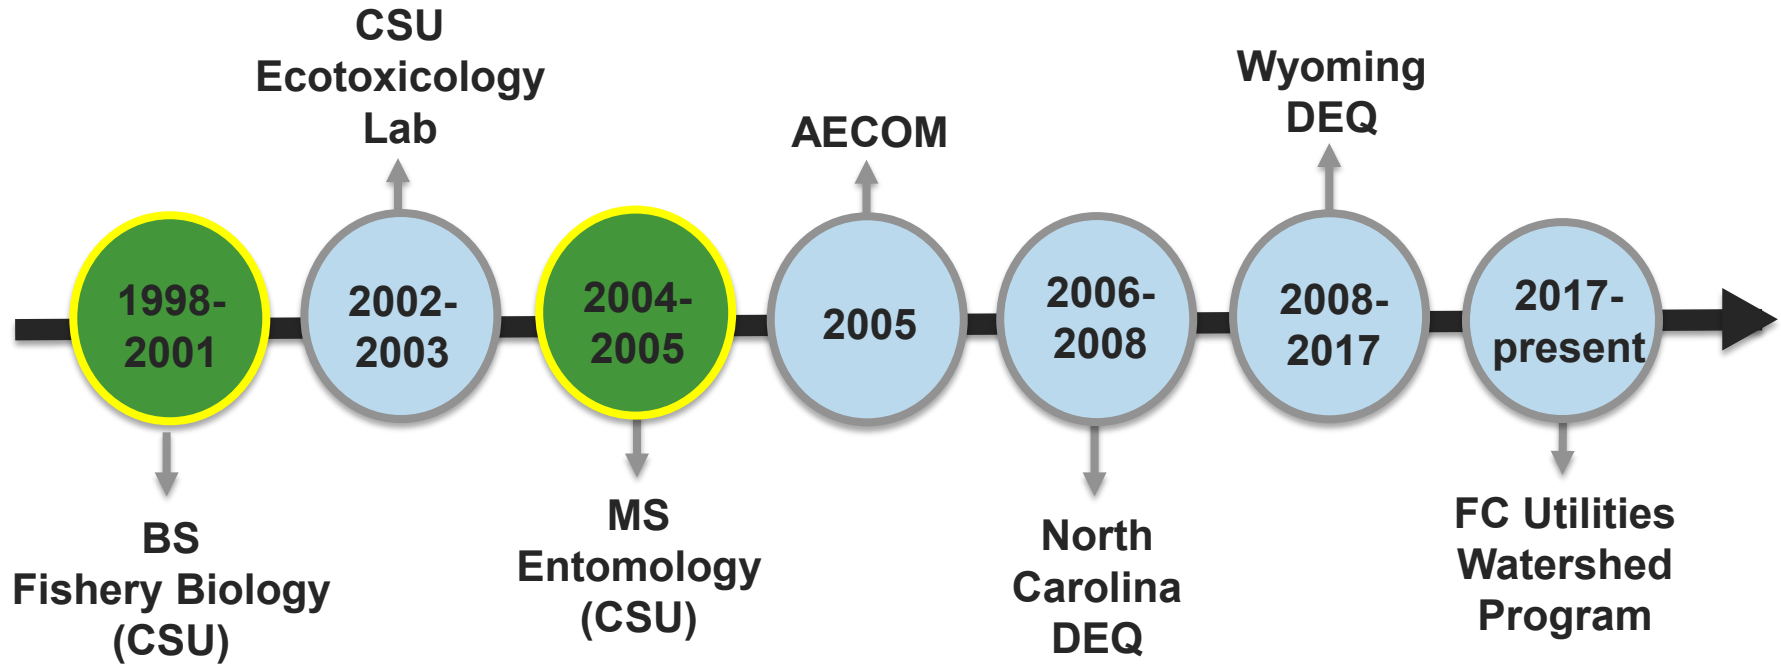 CSU
Ecotoxicology
Lab
AECOM
Wyoming
DEQ
1998-
2001
2002-
2003
2004-
2005
2005
2006-
2008
2008-
2017
2017-
present
BS
Fishery Biology
(CSU)
MS
Entomology
(CSU)
North
Carolina
DEQ
FC Utilities
Watershed
Program